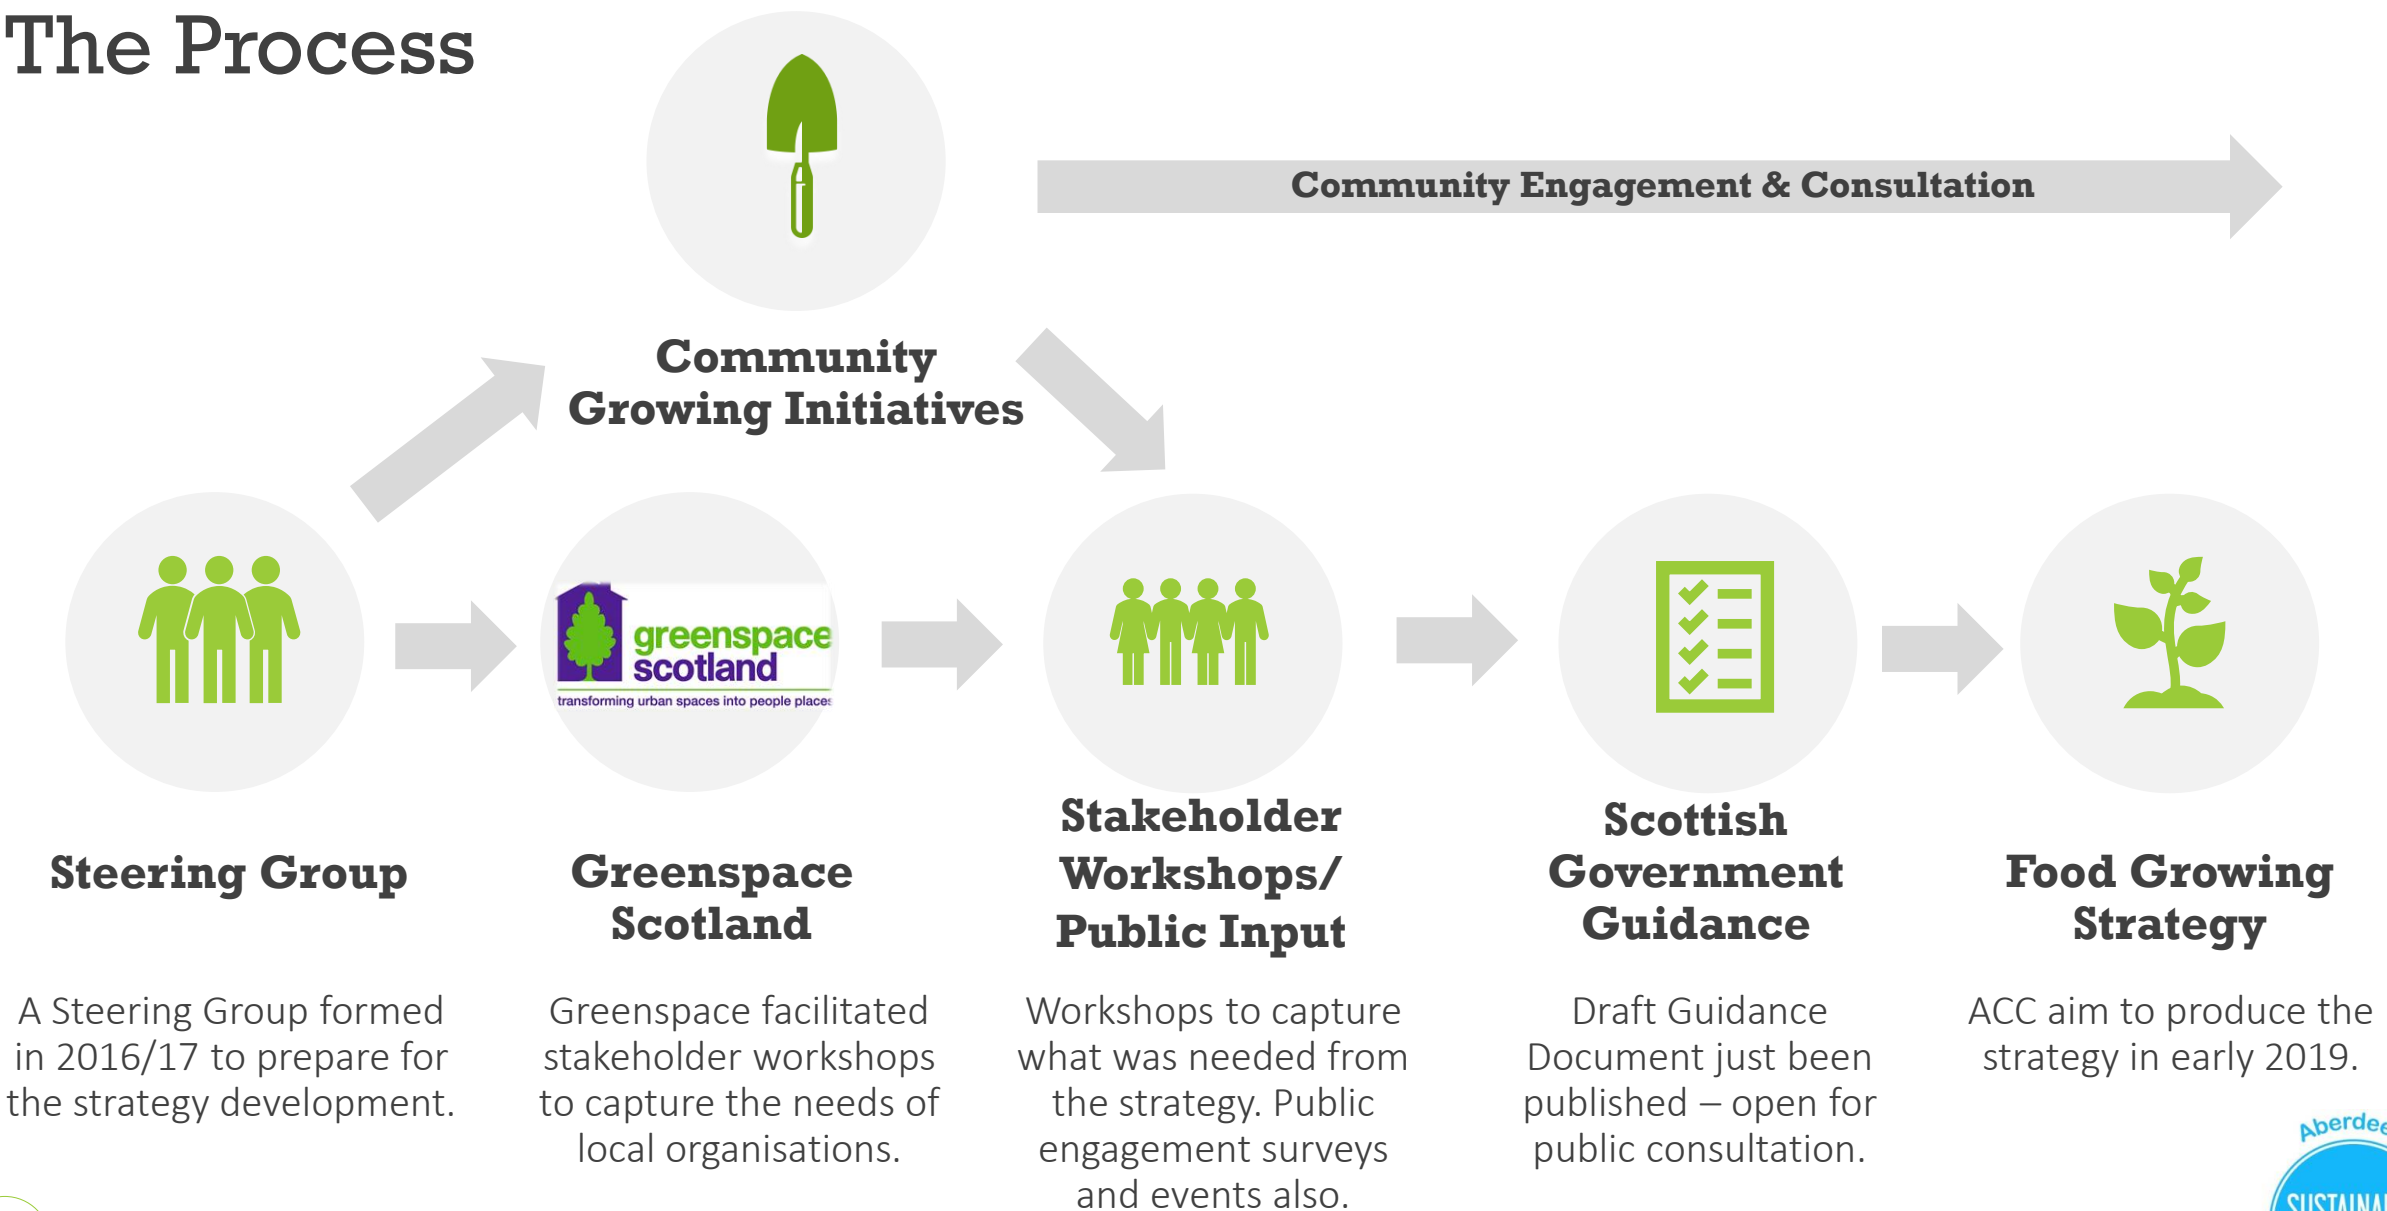 The Process
Community Engagement & Consultation
Community
Growing Initiatives
greenspace
scotland
transforming urban spaces into people places
Steering Group
A Steering Group formed
in 2016/17 to prepare for
the strategy development.
Greenspace
Scotland
Greenspace facilitated
stakeholder workshops
to capture the needs of
local organisations.
Stakeholder
Workshops/
Public Input
Workshops to capture
what was needed from
the strategy. Public
engagement surveys
and events also.
Scottish
Government
Guidance
Draft Guidance
Document just been
published – open for
public consultation.
Food Growing
Strategy
ACC aim to produce the
strategy in early 2019.